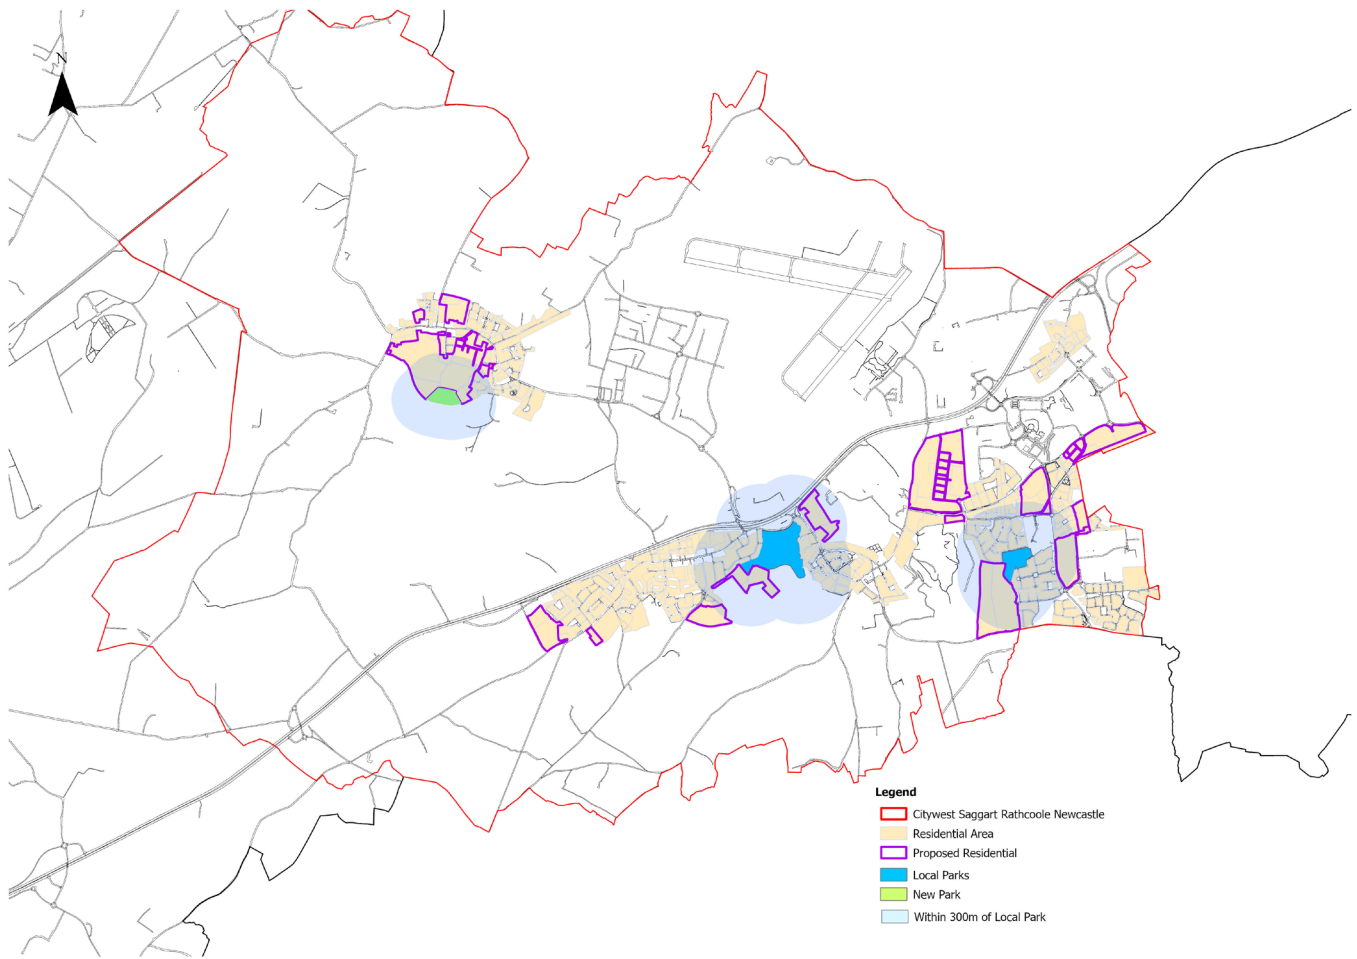 N
Legend
Citywest Saggart Rathcoole Newcastle
Residential Area
Proposed Residential
Local Parks
New Park
Within 300m of Local Park